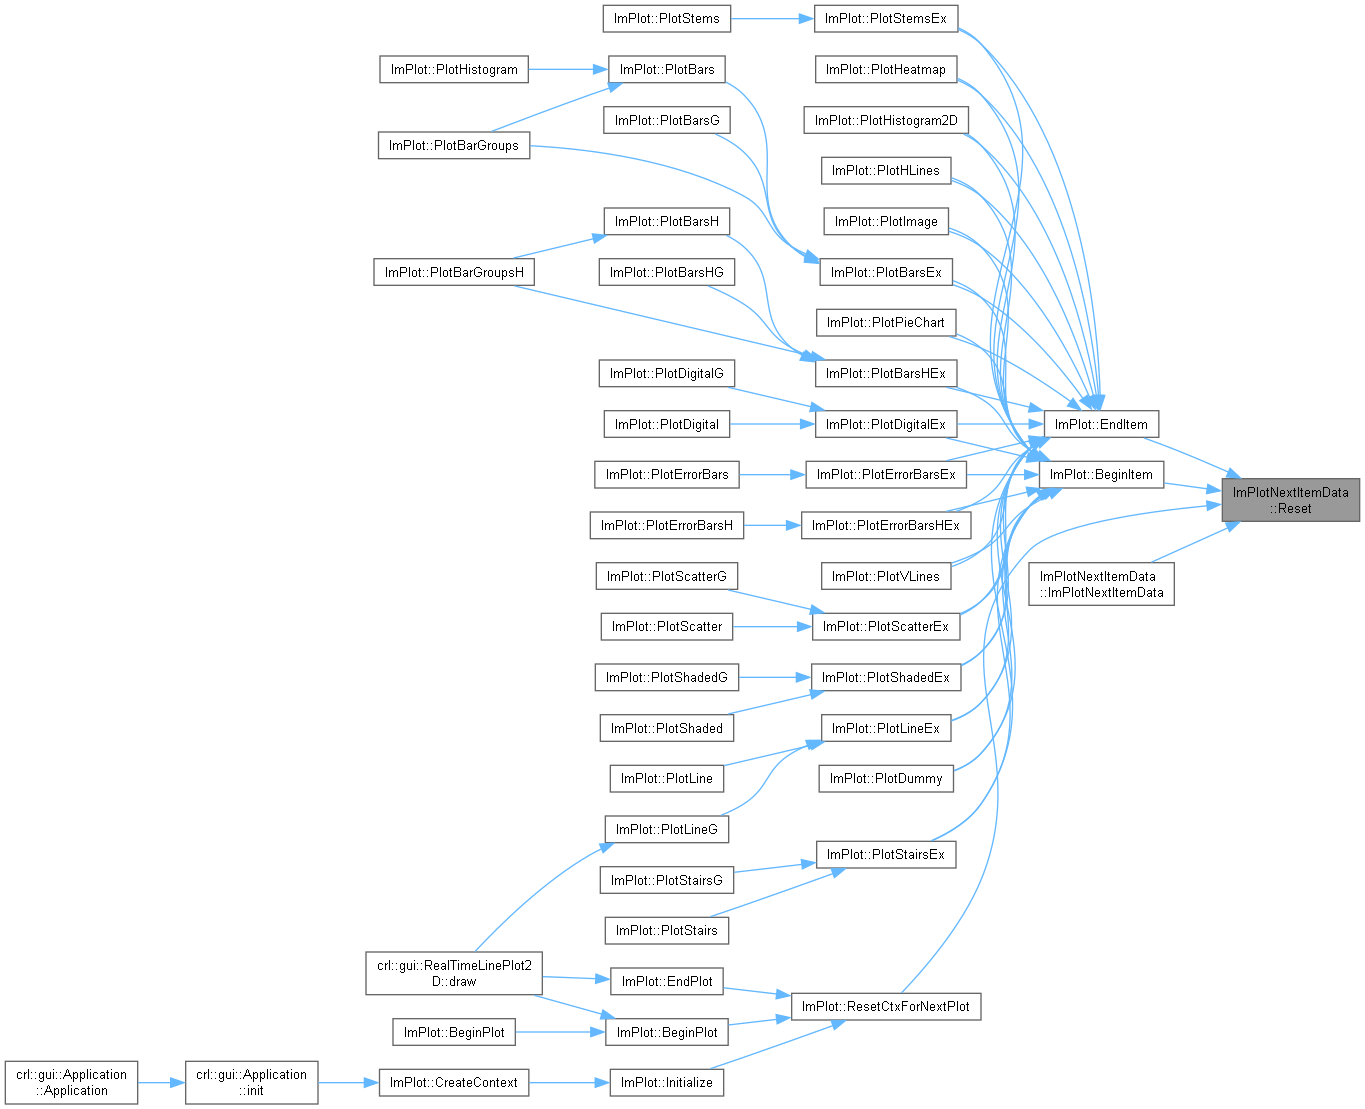 ImPlot::PlotStems
ImPlot::PlotStemsEx
ImPlot::PlotHistogram
ImPlot::PlotBars
ImPlot::PlotHeatmap
ImPlot::PlotBarsG
ImPlot::PlotHistogram2D
ImPlot::PlotBarGroups
ImPlot::PlotHLines
ImPlot::PlotBarsH
ImPlot::PlotImage
ImPlot::PlotBarGroupsH
ImPlot::PlotBarsHG
ImPlot::PlotBarsEx
ImPlot::PlotPieChart
ImPlot::PlotDigitalG
ImPlot::PlotBarsHEx
ImPlot::PlotDigital
ImPlot::PlotDigitalEx
ImPlot::EndItem
ImPlot::PlotErrorBars
ImPlot::PlotErrorBarsEx
ImPlot::BeginItem
ImPlotNextItemData
::Reset
ImPlot::PlotErrorBarsH
ImPlot::PlotErrorBarsHEx
ImPlot::PlotScatterG
ImPlot::PlotVLines
ImPlotNextItemData
::ImPlotNextItemData
ImPlot::PlotScatter
ImPlot::PlotScatterEx
ImPlot::PlotShadedG
ImPlot::PlotShadedEx
ImPlot::PlotShaded
ImPlot::PlotLineEx
ImPlot::PlotLine
ImPlot::PlotDummy
ImPlot::PlotLineG
ImPlot::PlotStairsEx
ImPlot::PlotStairsG
ImPlot::PlotStairs
crl::gui::RealTimeLinePlot2
D::draw
ImPlot::EndPlot
ImPlot::ResetCtxForNextPlot
ImPlot::BeginPlot
ImPlot::BeginPlot
crl::gui::Application
::Application
crl::gui::Application
::init
ImPlot::CreateContext
ImPlot::Initialize